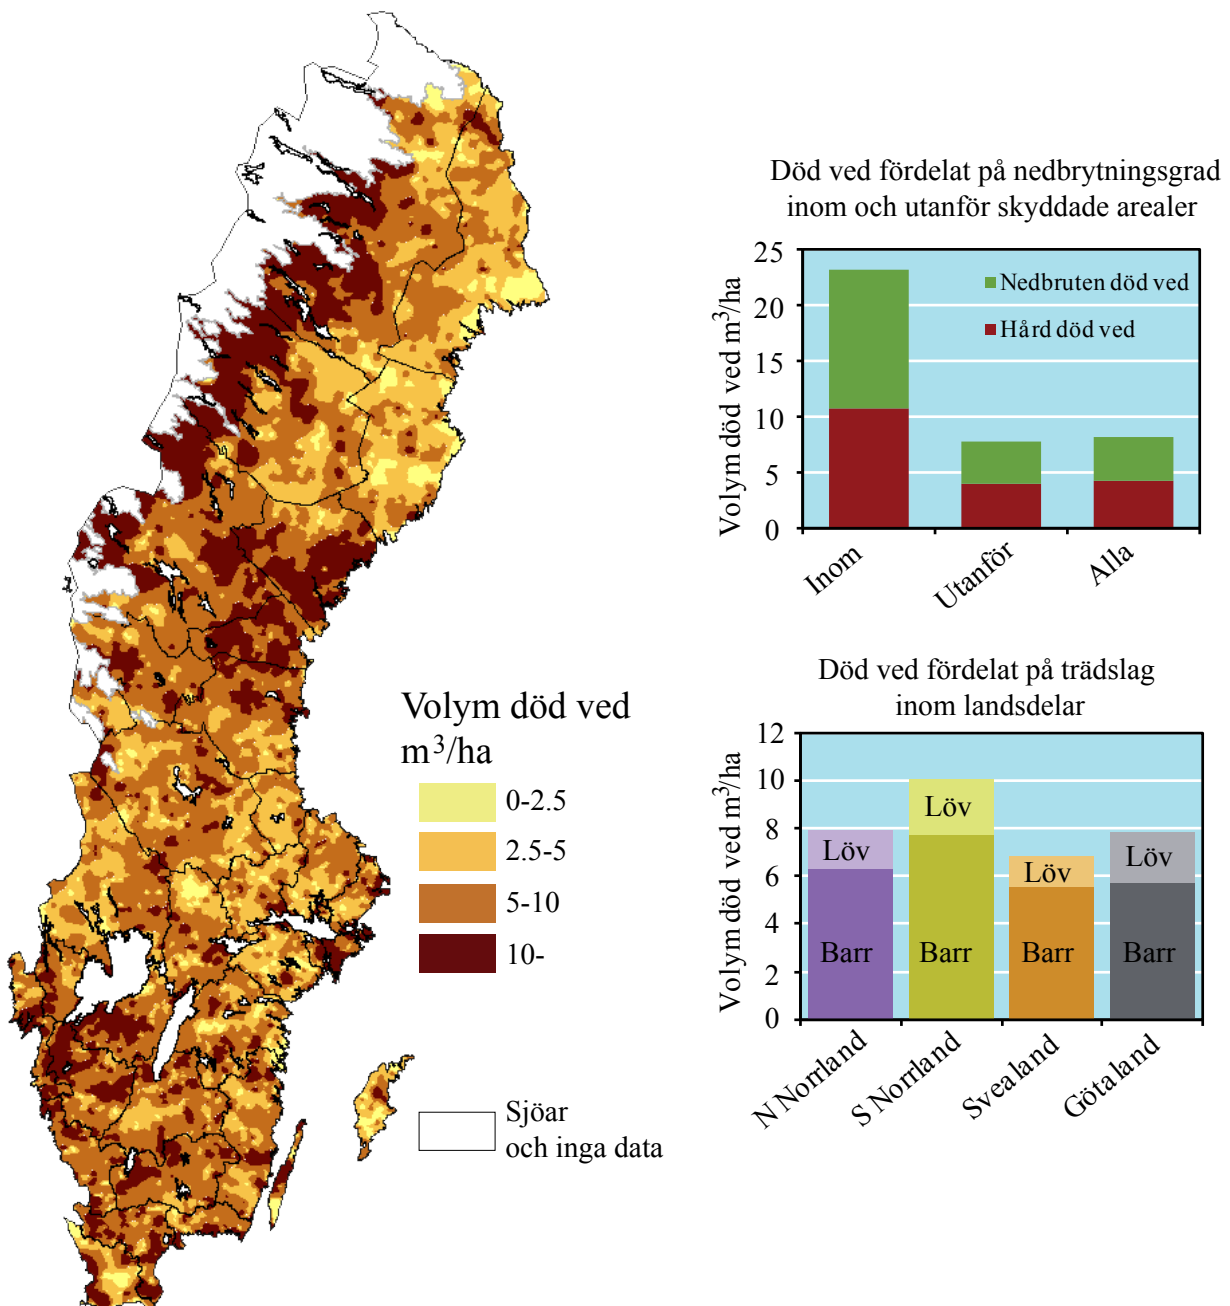 Volym död ved
m³/ha
0-2.5
2.5-5
5-10
10-
Sjöar
och inga data
Död ved fördelat på nedbrytningsgrad
inom och utanför skyddade arealer
Volym död ved m³/ha
25
20
15
10
5
0
Nedbruten död ved
Hård död ved
Inom
Utanför
Alla
Död ved fördelat på trädslag
inom landsdelar
Volym död ved m³/ha
12
10
8
6
4
2
0
Löv
Löv
Löv
Löv
Barr
Barr
Barr
Barr
N Norrland
S Norrland
Svealand
Götaland